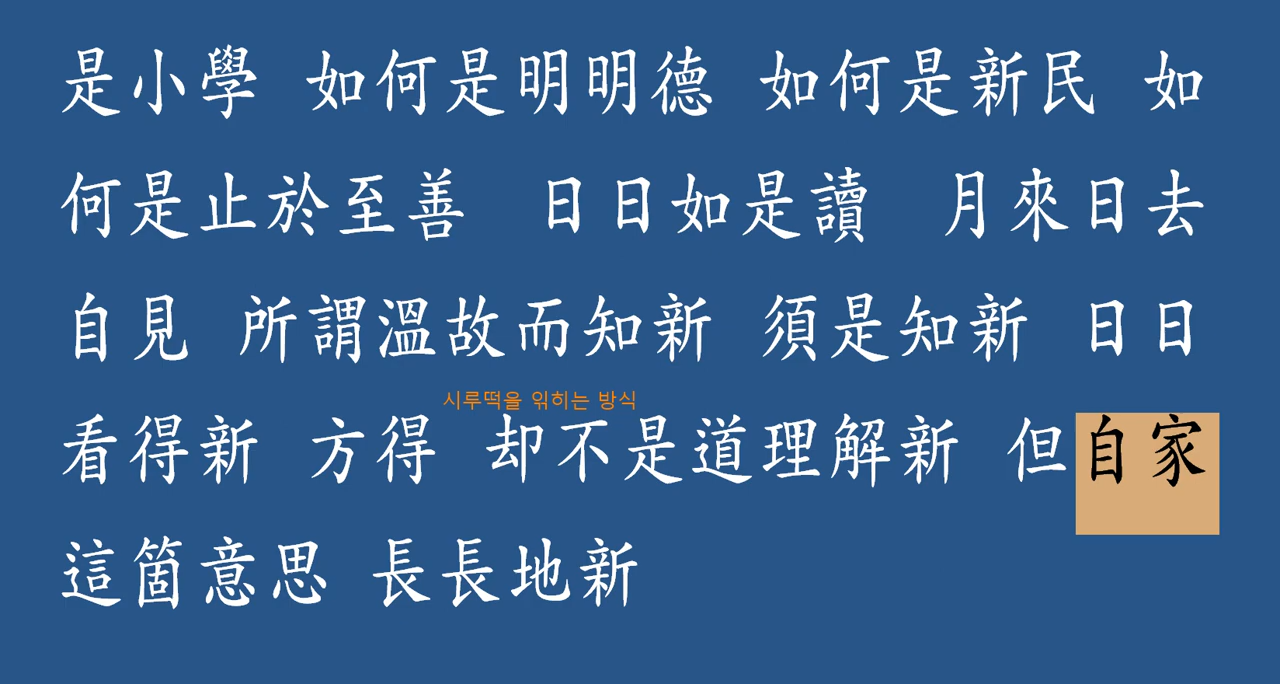 是小學 如何是明明德 如何是新民 如
何是止於至善 日日如是讀 月來日去
自見 所謂溫故而知新 須是知新 日日
시루떡을 익히는 방식
看得新 方得 却不是道理解新 但自家
這箇意思 長長地新